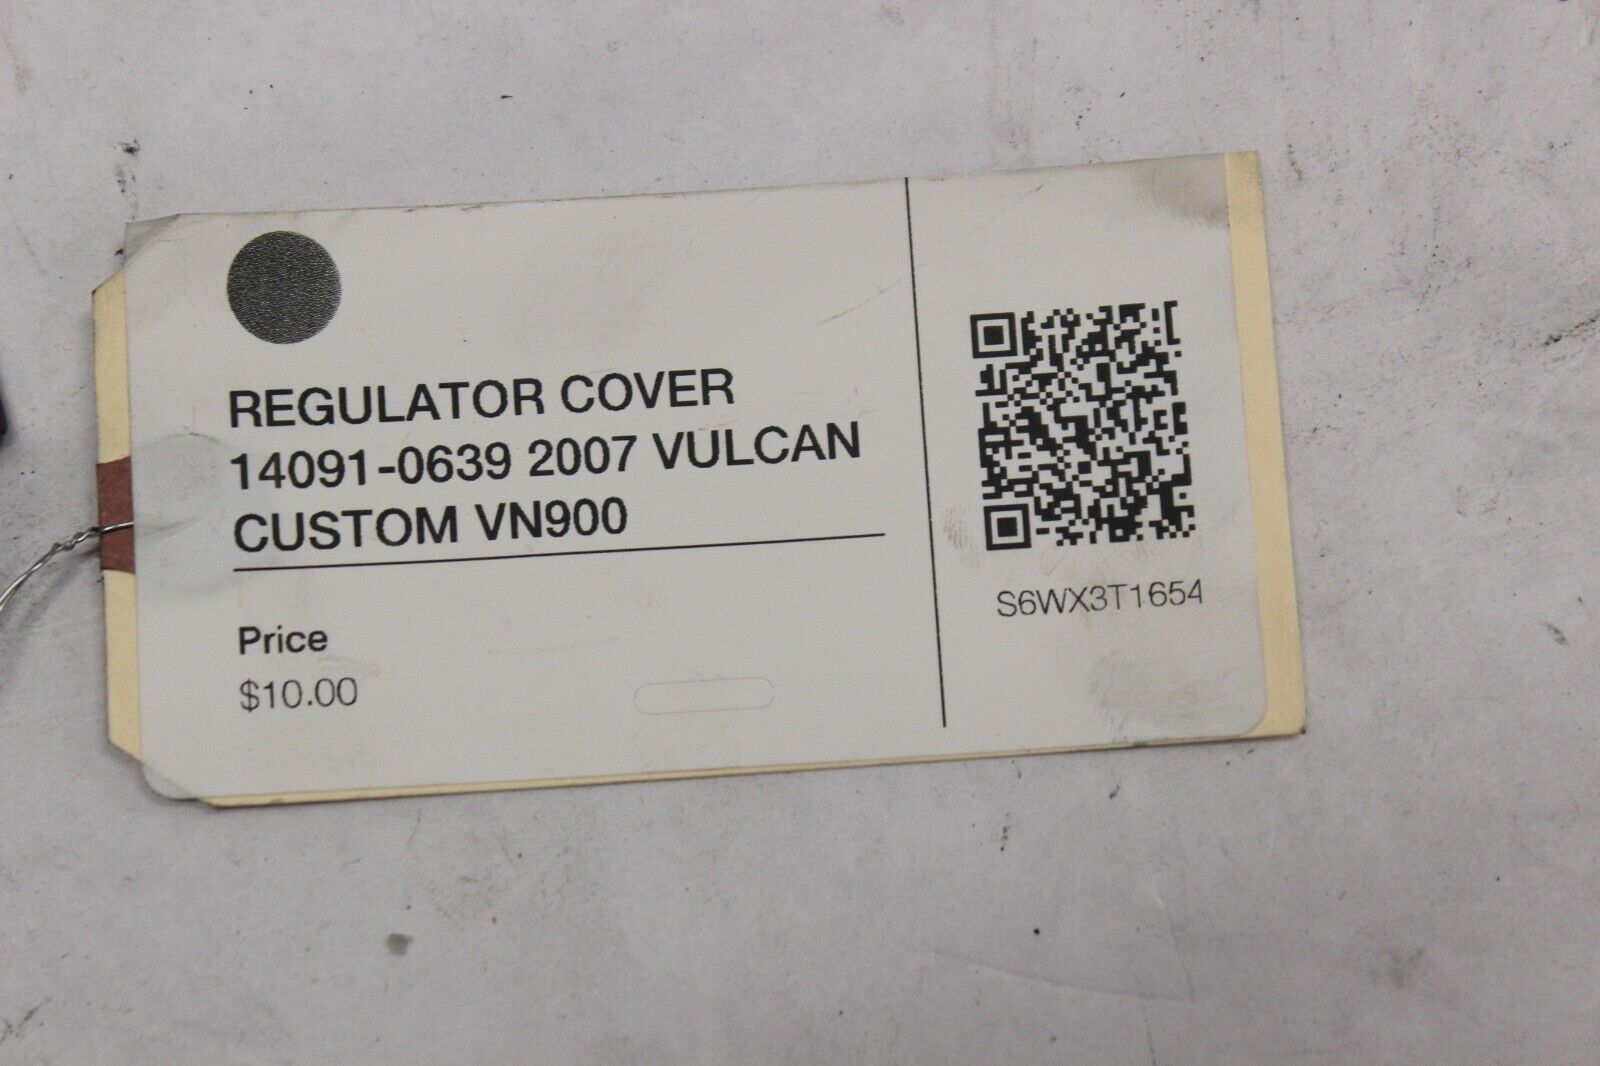 REGULATOR COVER
14091-0639 2007 VULCAN
CUSTOM VN900
Price
$10.00
S6WX3T1654